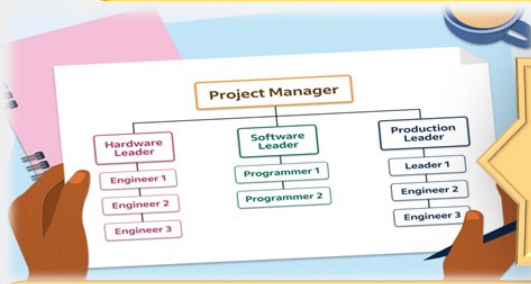 Project Manager
Hardware
Leader
Engineer 1
Engineer 2
Engineer 3
Software
Leader
Programmer 1
Programmer 2
Production
Leader
Leader 1
Engineer 2
Engineer 3